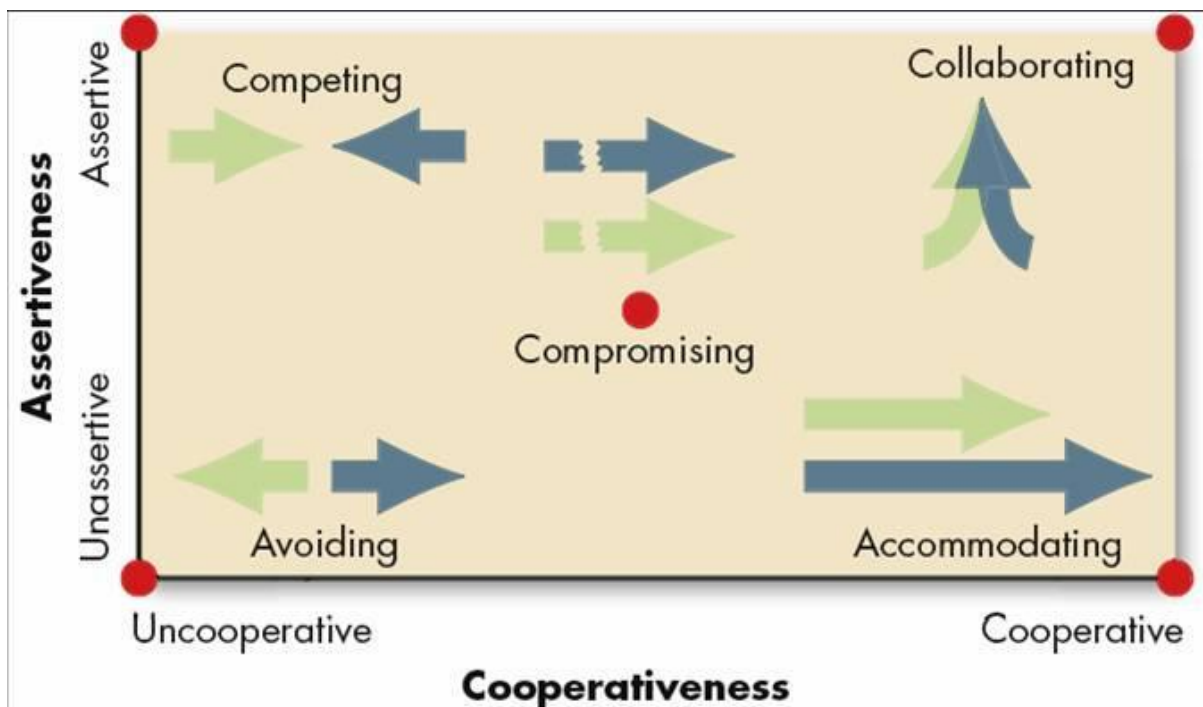 Assertiveness
Assertive
Unassertive
Competing
Collaborating
Compromising
Avoiding
Accommodating
Uncooperative
Cooperative
Cooperativeness